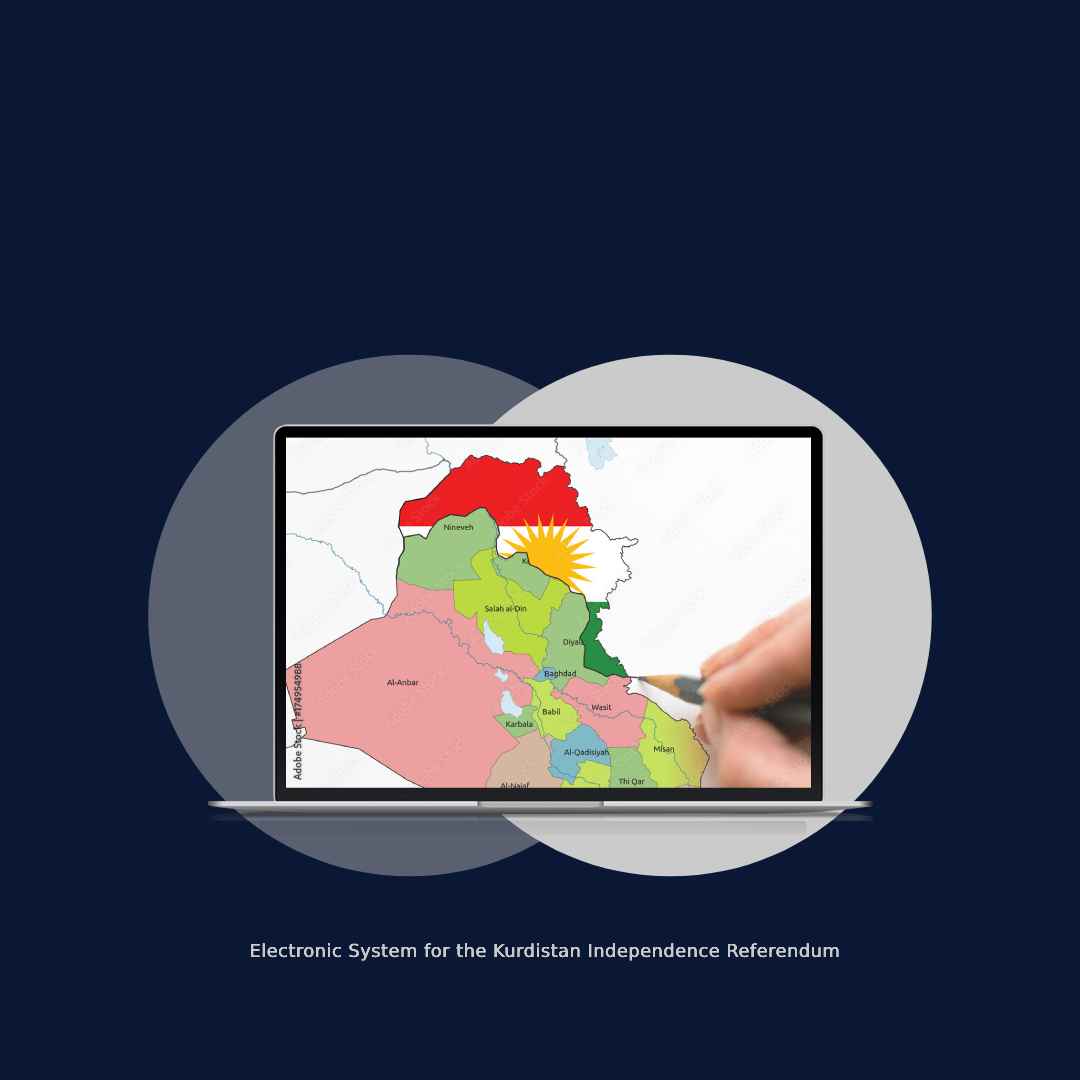 Nineveh
Salah al-Din
Diyala
Baghdad
Al-Anbar
Wasit
Babil
Karbala
Misan
Al-Qadisiyah
Thi Qar
Al-Najaf
Adobe Stock | #174954988
Electronic System for the Kurdistan Independence Referendum